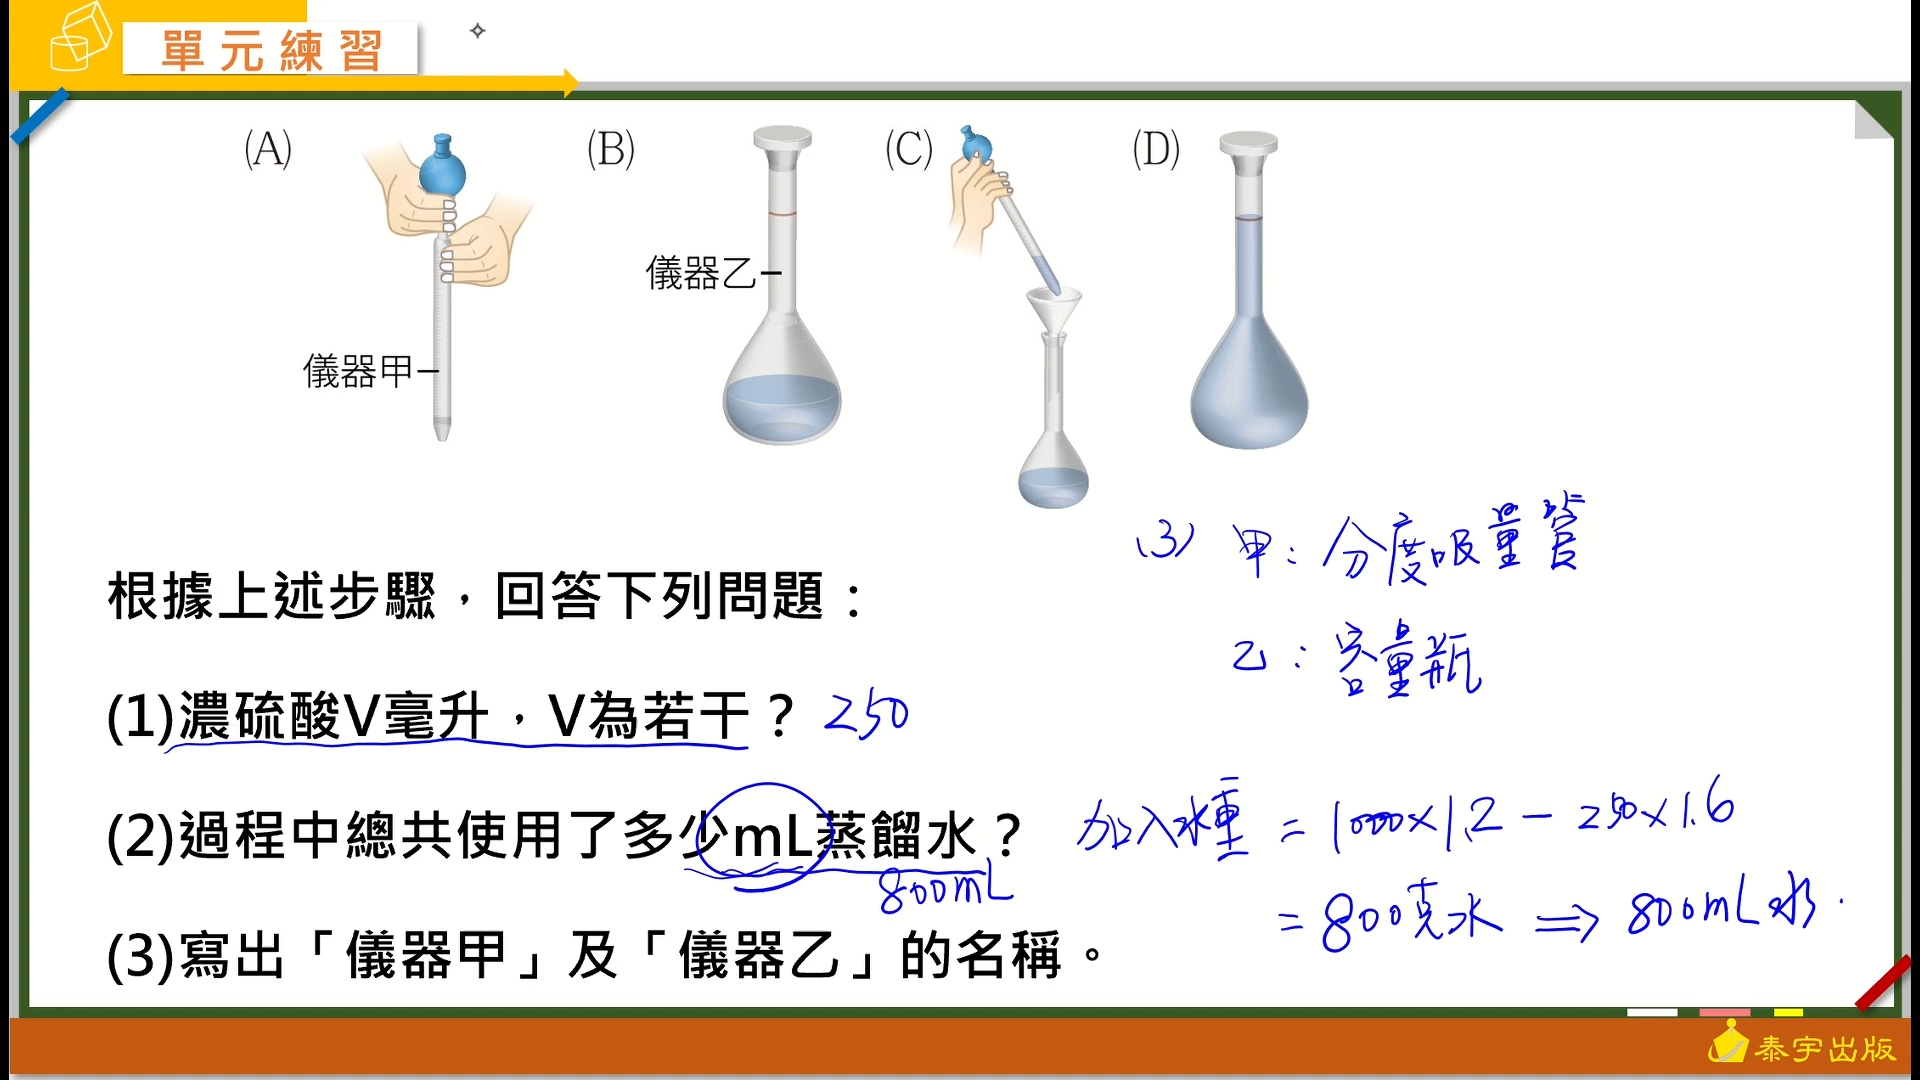 單元練習
(A) (B) (C) (D)
儀器乙
儀器甲
(3) 甲：分度吸量管
乙：容量瓶
根據上述步驟，回答下列問題：
(1)濃硫酸V毫升，V為若干？ 250
(2)過程中總共使用了多少mL蒸餾水？ 800mL
加入水重 = 1000×1.2 − 250×1.6
= 800克水 ⇒ 800mL水.
(3)寫出「儀器甲」及「儀器乙」的名稱。
泰宇出版